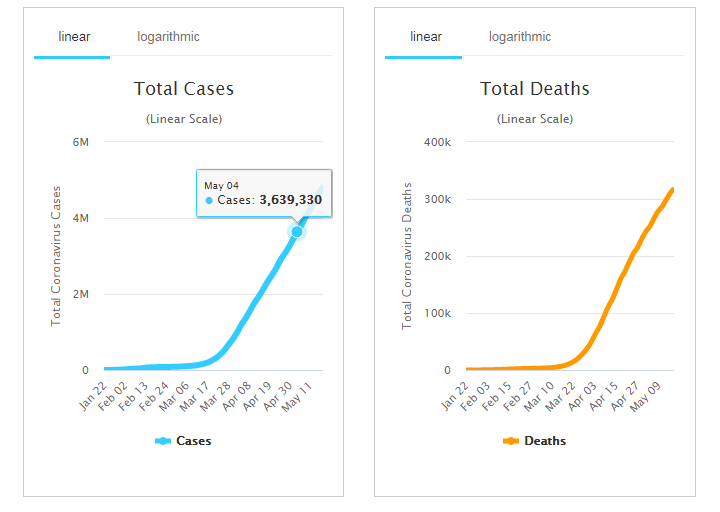 linear
logarithmic
Total Cases
(Linear Scale)
6M
4M
2M
0
Total Coronavirus Cases
May 04
Cases: 3,639,330
Jan 22
Feb 02
Feb 13
Feb 24
Mar 06
Mar 17
Mar 28
Apr 08
Apr 19
Apr 30
May 11
Cases
linear
logarithmic
Total Deaths
(Linear Scale)
400k
300k
200k
100k
0
Total Coronavirus Deaths
Jan 22
Feb 03
Feb 15
Feb 27
Mar 10
Mar 22
Apr 03
Apr 15
Apr 27
May 09
Deaths